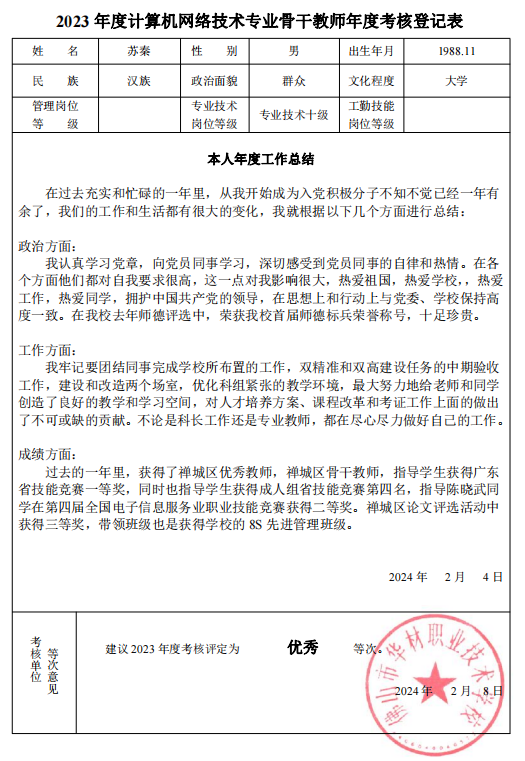 2023 年度计算机网络技术专业骨干教师年度考核登记表
姓 名 苏秦 性 别 男 出生年月 1988.11
民 族 汉族 政治面貌 群众 文化程度 大学
管理岗位等 级 专业技术岗位等级 专业技术十级 工勤技能岗位等级
本人年度工作总结
在过去充实和忙碌的一年里，从我开始成为入党积极分子不知不觉已经一年有
余了，我们的工作和生活都有很大的变化，我就根据以下几个方面进行总结：
政治方面：
我认真学习党章，向党员同事学习，深切感受到党员同事的自律和热情。在各
个方面他们都对自我要求很高，这一点对我影响很大，热爱祖国，热爱学校，，热爱
工作，热爱同学，拥护中国共产党的领导，在思想上和行动上与党委、学校保持高
度一致。在我校去年师德评选中，荣获我校首届师德标兵荣誉称号，十足珍贵。
工作方面：
我牢记要团结同事完成学校所布置的工作，双精准和双高建设任务的中期验收
工作，建设和改造两个场室，优化科组紧张的教学环境，最大努力地给老师和同学
创造了良好的教学和学习空间，对人才培养方案、课程改革和考证工作上面的做出
了不可或缺的贡献。不论是科长工作还是专业教师，都在尽心尽力做好自己的工作。
成绩方面：
过去的一年里，获得了禅城区优秀教师，禅城区骨干教师，指导学生获得广东
省技能竞赛一等奖，同时也指导学生获得成人组省技能竞赛第四名，指导陈晓武同
学在第四届全国电子信息服务业职业技能竞赛获得二等奖。禅城区论文评选活动中
获得三等奖，带领班级也是获得学校的 8S 先进管理班级。
2024 年 2 月 4 日
考核单位
等次意见
建议 2023 年度考核评定为 优秀 等次。
2024 年 2 月 8 日
佛山市华材职业技术学校